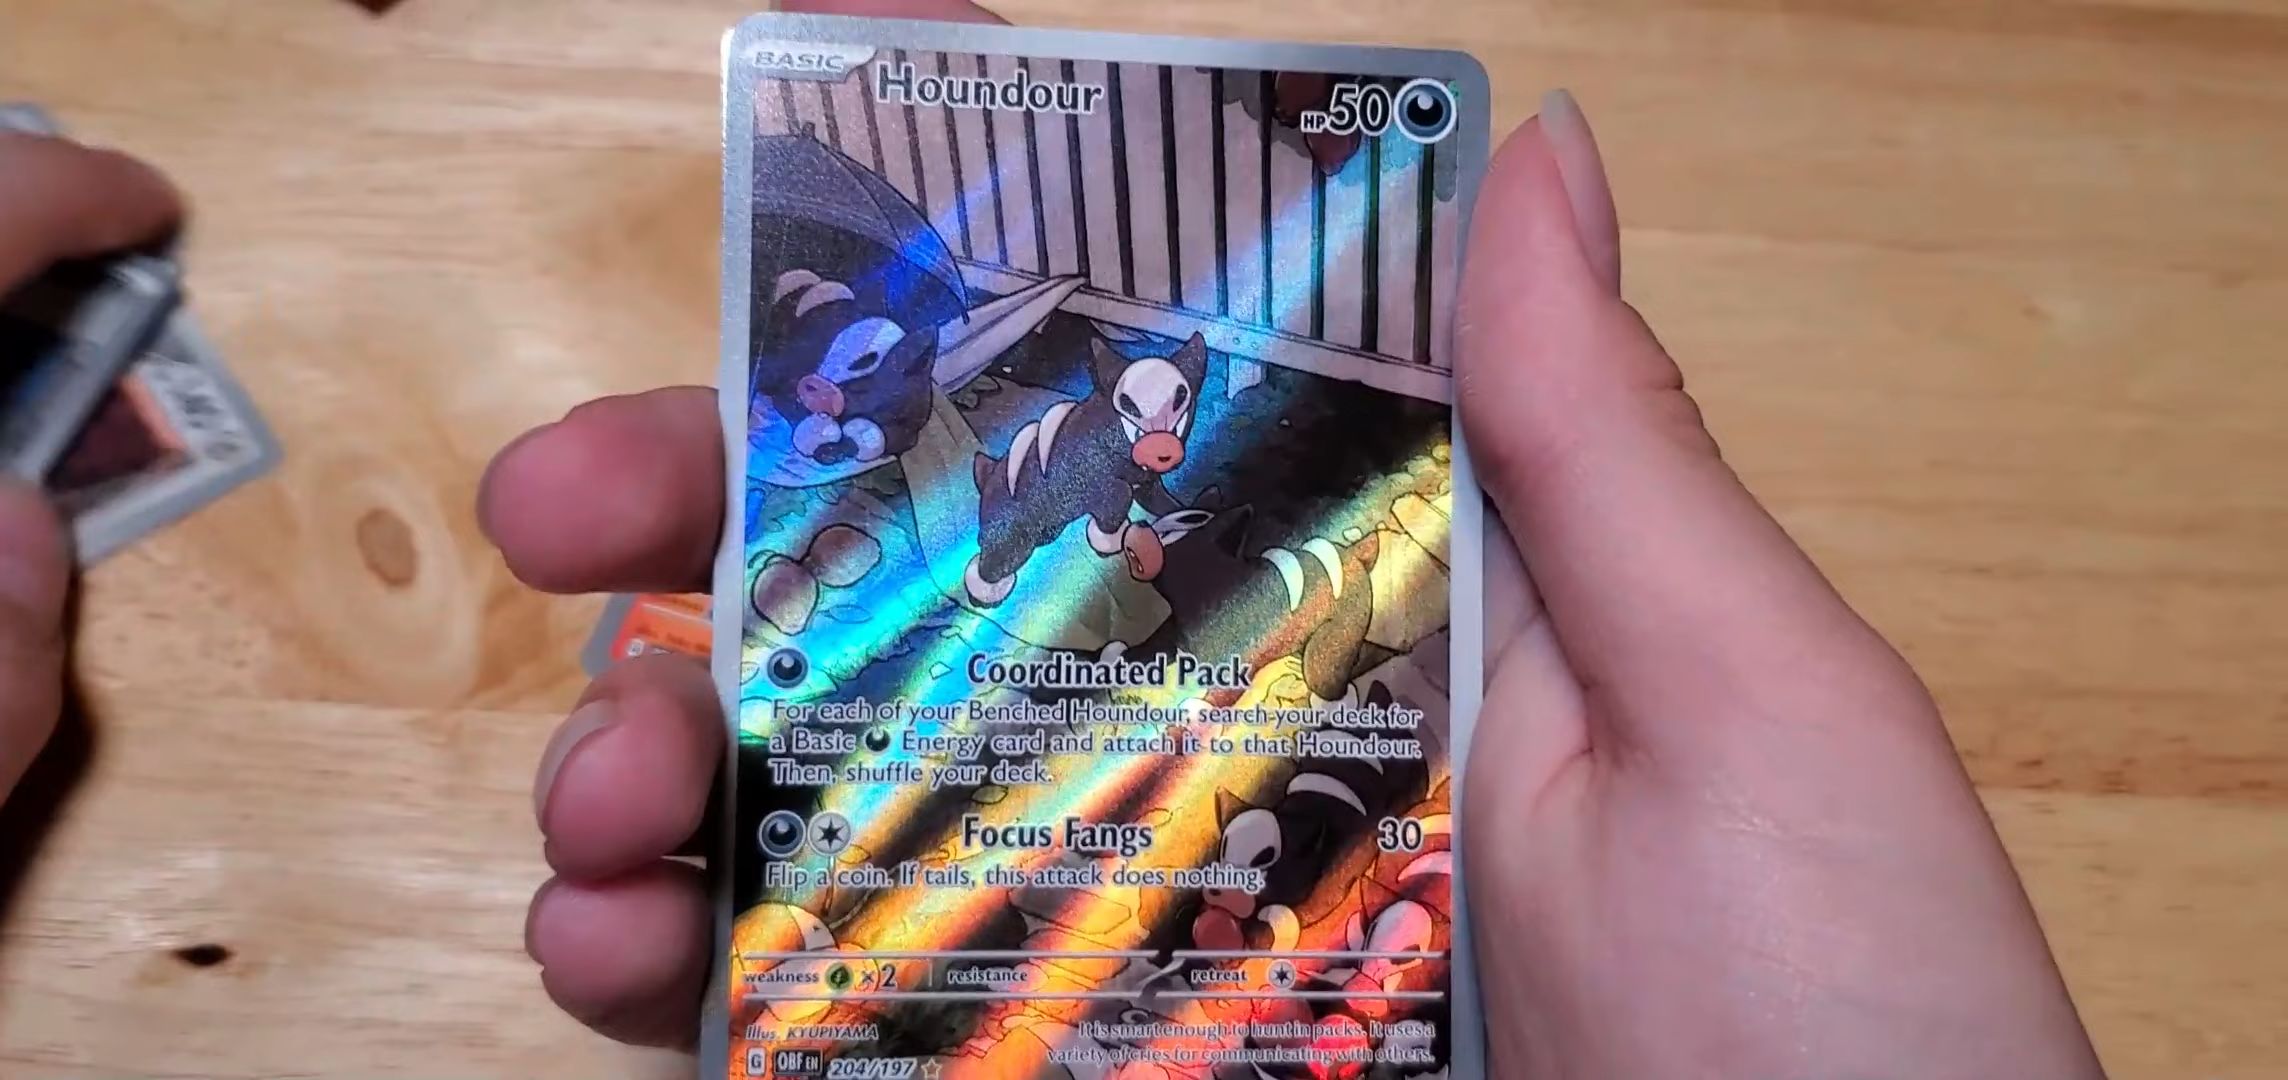 BASIC
Houndour
HP 50
Coordinated Pack
For each of your Benched Houndour, search your deck for
a Basic Energy card and attach it to that Houndour.
Then, shuffle your deck.
Focus Fangs 30
Flip a coin. If tails, this attack does nothing.
weakness ×2 resistance retreat
Illus. KYUPIYAMA
It is smart enough to hunt in packs. It uses a
variety of cries for communicating with others.
G OBF EN 204/197